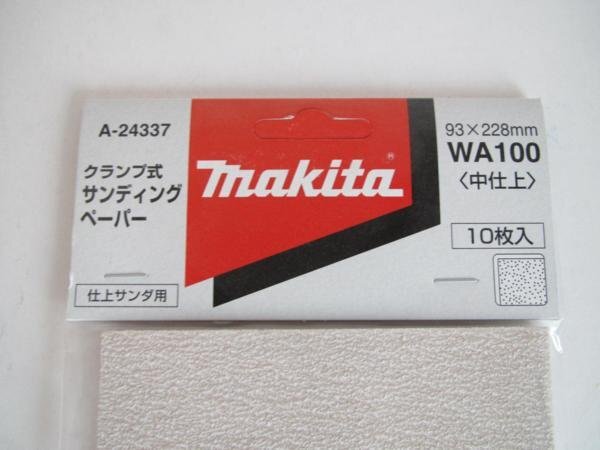 A-24337
クランプ式
サンディング
ペーパー
仕上サンダ用
makita®
93×228mm
WA100
〈中仕上〉
10枚入